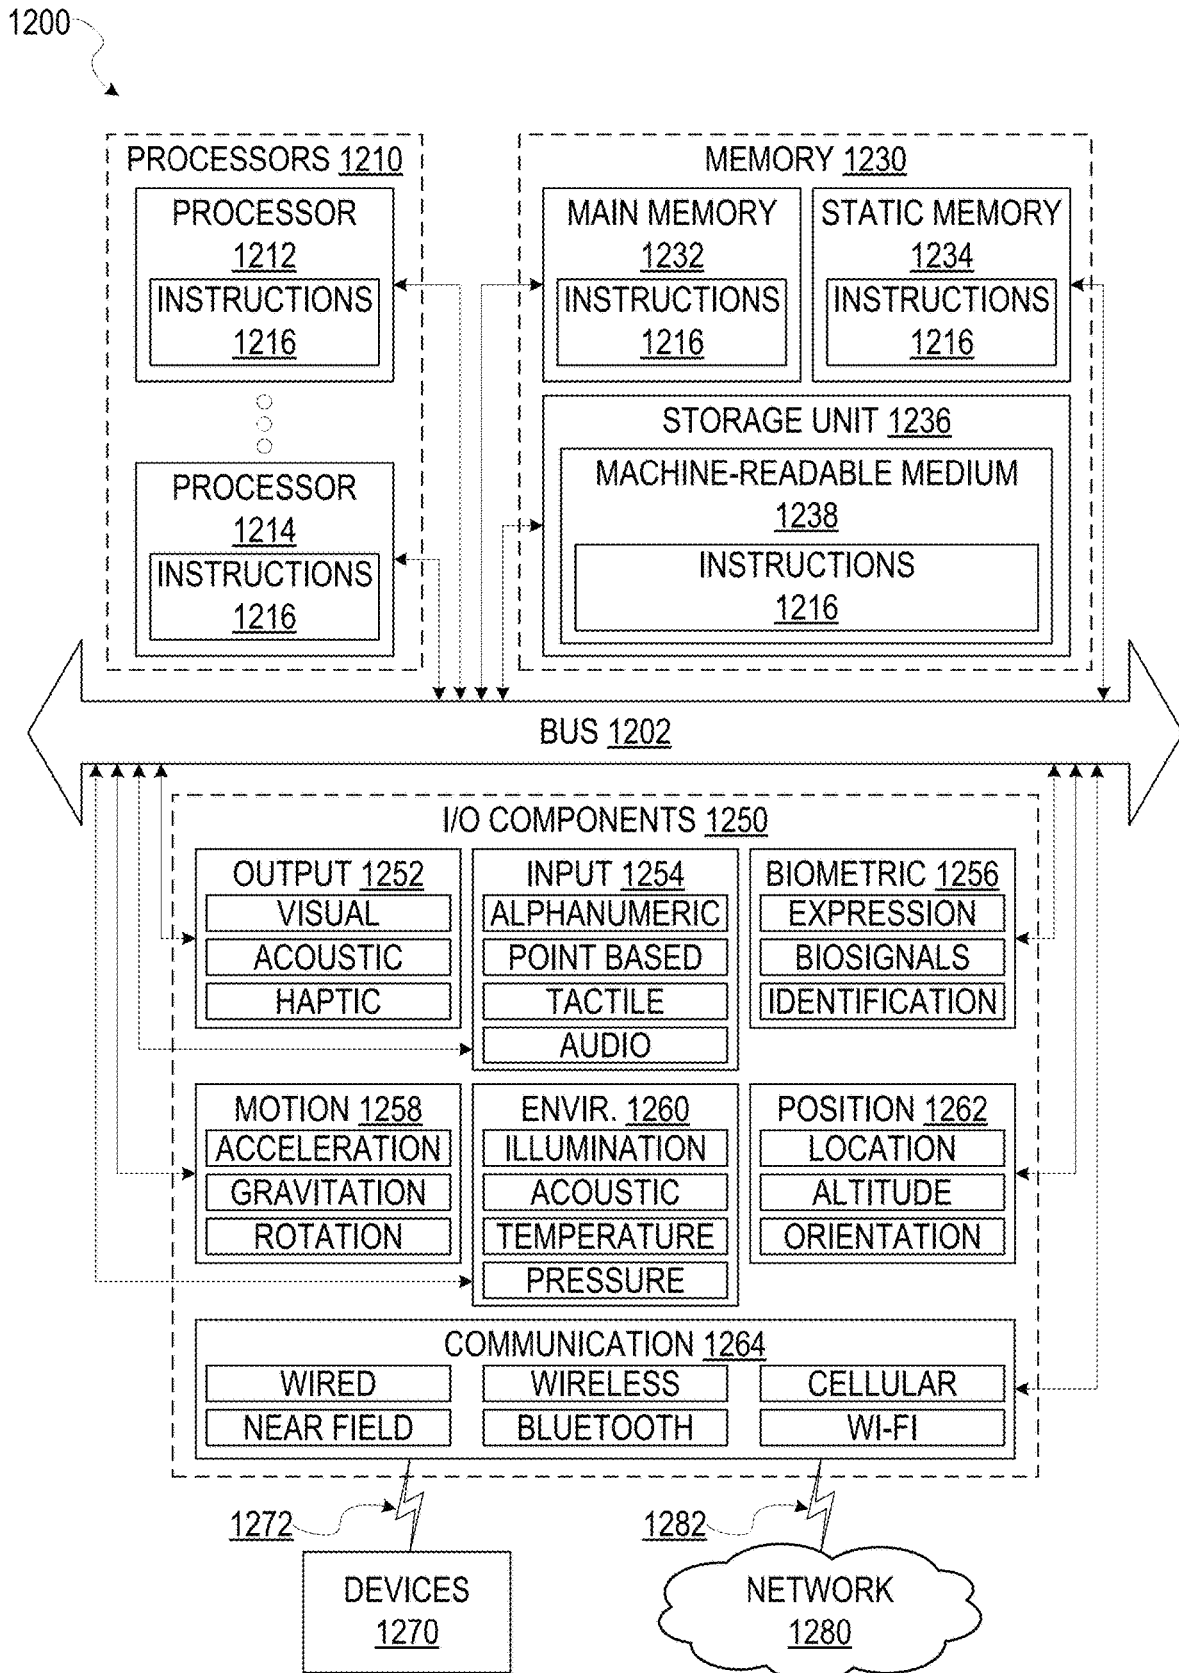 1200
PROCESSORS 1210
PROCESSOR
1212
INSTRUCTIONS
1216
PROCESSOR
1214
INSTRUCTIONS
1216
MEMORY 1230
MAIN MEMORY
1232
INSTRUCTIONS
1216
STATIC MEMORY
1234
INSTRUCTIONS
1216
STORAGE UNIT 1236
MACHINE-READABLE MEDIUM
1238
INSTRUCTIONS
1216
BUS 1202
I/O COMPONENTS 1250
OUTPUT 1252
VISUAL
ACOUSTIC
HAPTIC
INPUT 1254
ALPHANUMERIC
POINT BASED
TACTILE
AUDIO
BIOMETRIC 1256
EXPRESSION
BIOSIGNALS
IDENTIFICATION
MOTION 1258
ACCELERATION
GRAVITATION
ROTATION
ENVIR. 1260
ILLUMINATION
ACOUSTIC
TEMPERATURE
PRESSURE
POSITION 1262
LOCATION
ALTITUDE
ORIENTATION
COMMUNICATION 1264
WIRED
WIRELESS
CELLULAR
NEAR FIELD
BLUETOOTH
WI-FI
1272
1282
DEVICES
1270
NETWORK
1280